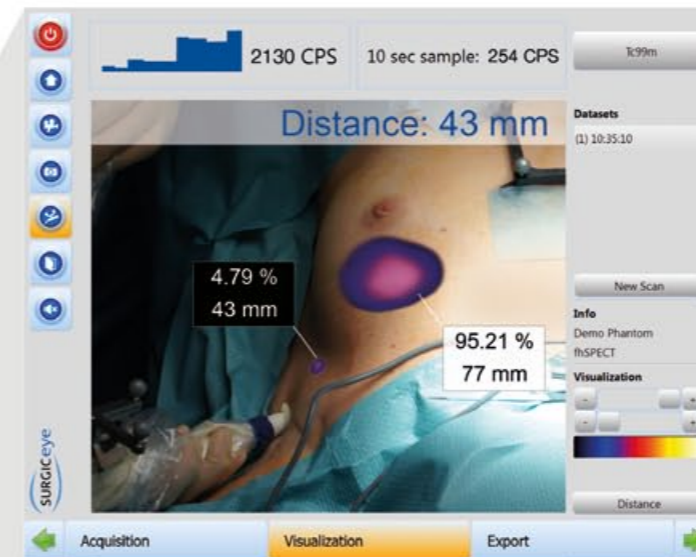 2130 CPS
10 sec sample: 254 CPS
Tc99m
Distance: 43 mm
Datasets
(1) 10:35:10
4.79 %
43 mm
95.21 %
77 mm
New Scan
Info
Demo Phantom
fhSPECT
Visualization
- +
- +
SURGICeye
Distance
Acquisition
Visualization
Export